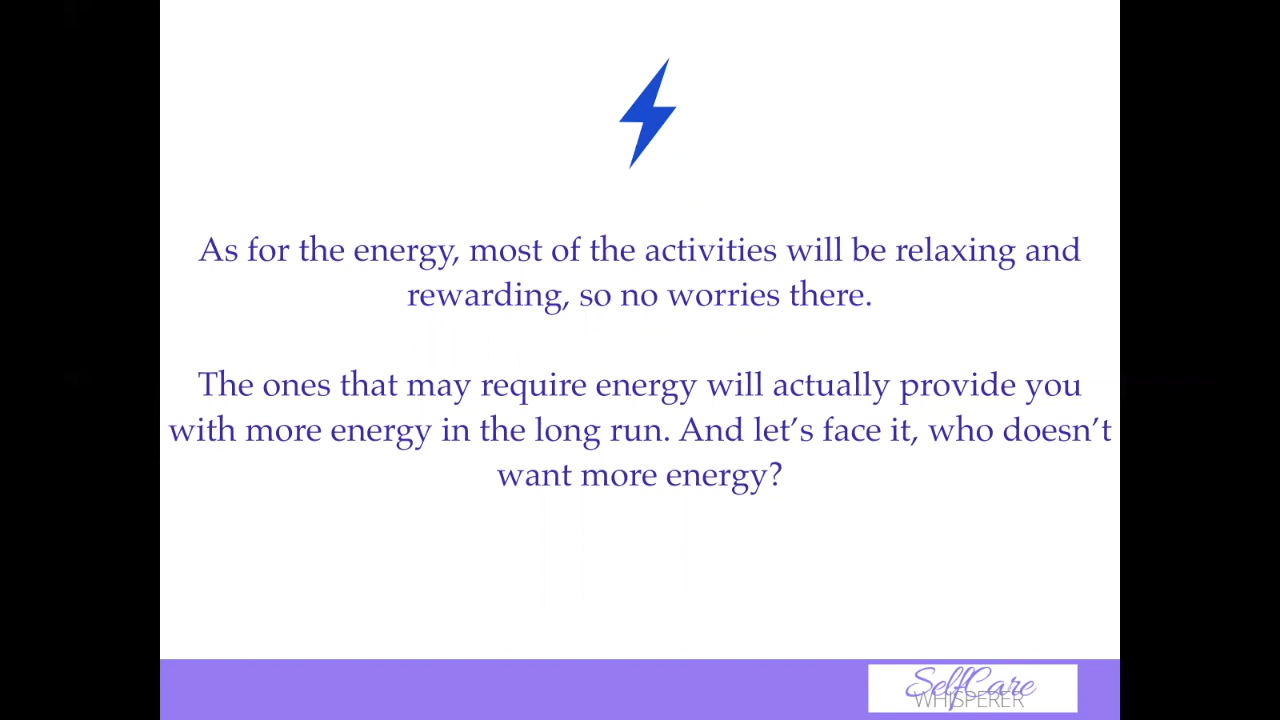 As for the energy, most of the activities will be relaxing and
rewarding, so no worries there.
The ones that may require energy will actually provide you
with more energy in the long run. And let’s face it, who doesn’t
want more energy?
SelfCare
WHISPERER